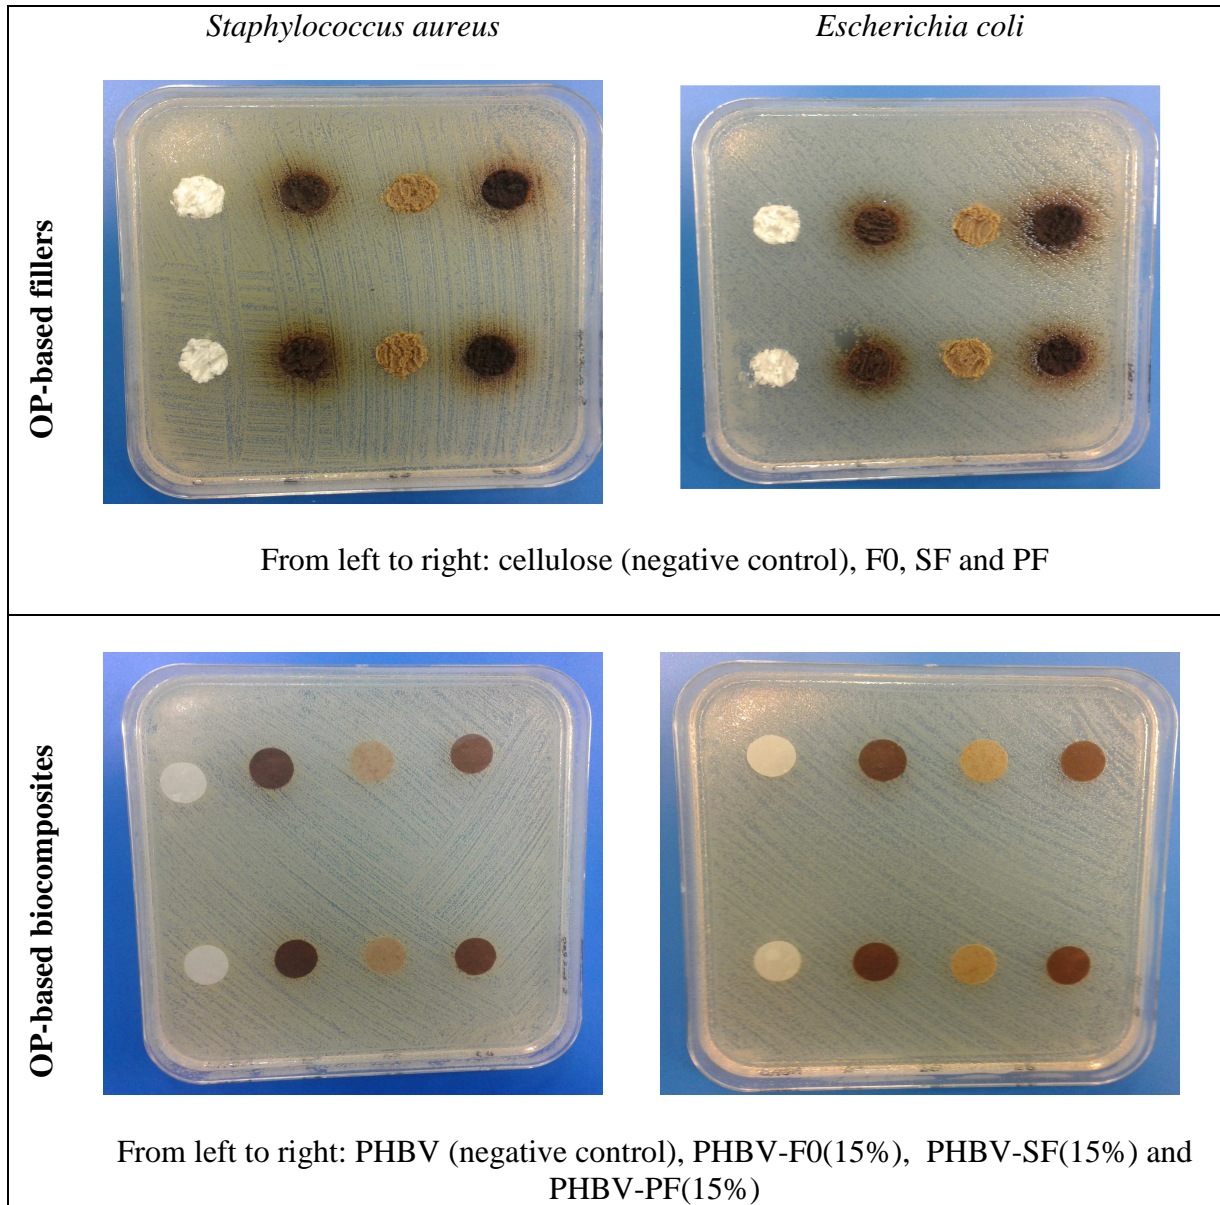 Staphylococcus aureus
Escherichia coli
OP-based fillers
From left to right: cellulose (negative control), F0, SF and PF
OP-based biocomposites
From left to right: PHBV (negative control), PHBV-F0(15%), PHBV-SF(15%) and
PHBV-PF(15%)